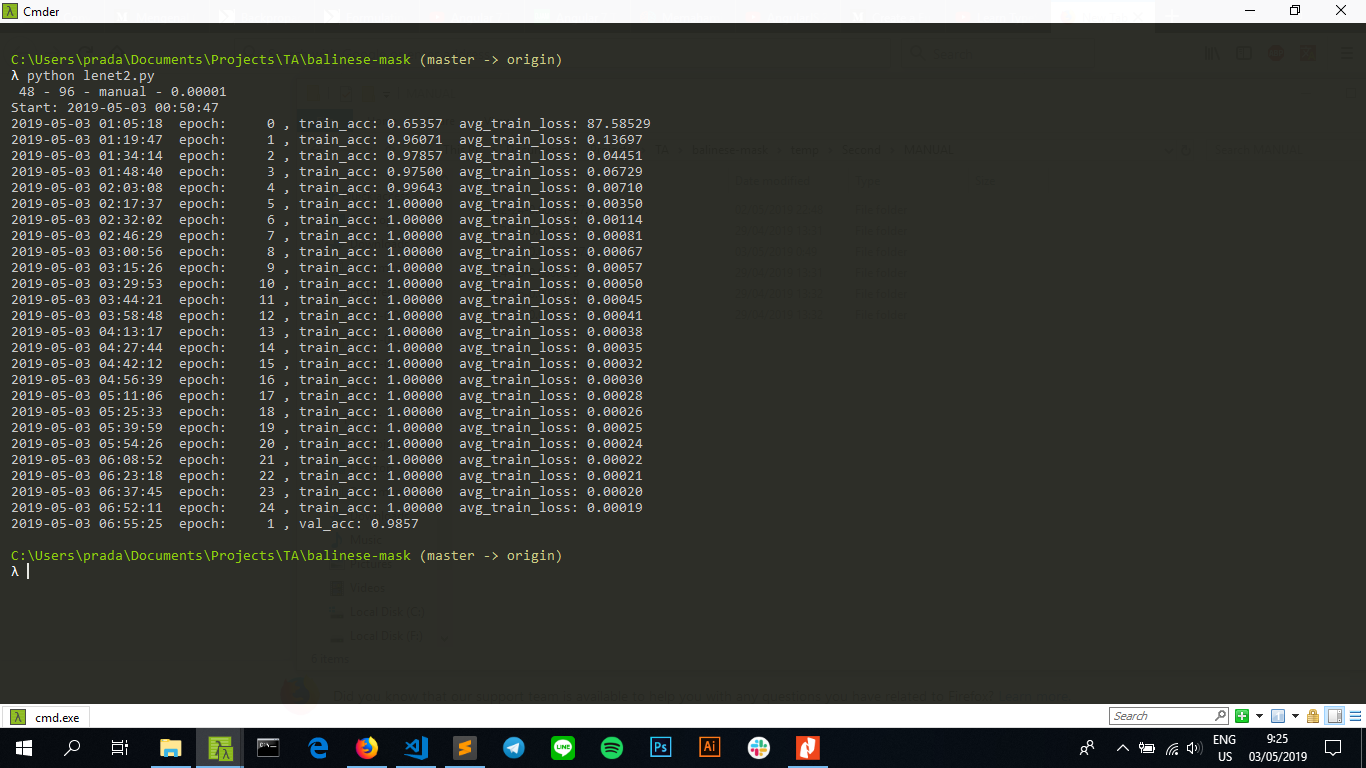 Cmder
C:\Users\prada\Documents\Projects\TA\balinese-mask (master -> origin)
λ python lenet2.py
48 - 96 - manual - 0.00001
Start: 2019-05-03 00:50:47
2019-05-03 01:05:18 epoch: 0 , train_acc: 0.65357 avg_train_loss: 87.58529
2019-05-03 01:19:47 epoch: 1 , train_acc: 0.96071 avg_train_loss: 0.13697
2019-05-03 01:34:14 epoch: 2 , train_acc: 0.97857 avg_train_loss: 0.04451
2019-05-03 01:48:40 epoch: 3 , train_acc: 0.97500 avg_train_loss: 0.06729
2019-05-03 02:03:08 epoch: 4 , train_acc: 0.99643 avg_train_loss: 0.00710
2019-05-03 02:17:37 epoch: 5 , train_acc: 1.00000 avg_train_loss: 0.00350
2019-05-03 02:32:02 epoch: 6 , train_acc: 1.00000 avg_train_loss: 0.00114
2019-05-03 02:46:29 epoch: 7 , train_acc: 1.00000 avg_train_loss: 0.00081
2019-05-03 03:00:56 epoch: 8 , train_acc: 1.00000 avg_train_loss: 0.00067
2019-05-03 03:15:26 epoch: 9 , train_acc: 1.00000 avg_train_loss: 0.00057
2019-05-03 03:29:53 epoch: 10 , train_acc: 1.00000 avg_train_loss: 0.00050
2019-05-03 03:44:21 epoch: 11 , train_acc: 1.00000 avg_train_loss: 0.00045
2019-05-03 03:58:48 epoch: 12 , train_acc: 1.00000 avg_train_loss: 0.00041
2019-05-03 04:13:17 epoch: 13 , train_acc: 1.00000 avg_train_loss: 0.00038
2019-05-03 04:27:44 epoch: 14 , train_acc: 1.00000 avg_train_loss: 0.00035
2019-05-03 04:42:12 epoch: 15 , train_acc: 1.00000 avg_train_loss: 0.00032
2019-05-03 04:56:39 epoch: 16 , train_acc: 1.00000 avg_train_loss: 0.00030
2019-05-03 05:11:06 epoch: 17 , train_acc: 1.00000 avg_train_loss: 0.00028
2019-05-03 05:25:33 epoch: 18 , train_acc: 1.00000 avg_train_loss: 0.00026
2019-05-03 05:39:59 epoch: 19 , train_acc: 1.00000 avg_train_loss: 0.00025
2019-05-03 05:54:26 epoch: 20 , train_acc: 1.00000 avg_train_loss: 0.00024
2019-05-03 06:08:52 epoch: 21 , train_acc: 1.00000 avg_train_loss: 0.00022
2019-05-03 06:23:18 epoch: 22 , train_acc: 1.00000 avg_train_loss: 0.00021
2019-05-03 06:37:45 epoch: 23 , train_acc: 1.00000 avg_train_loss: 0.00020
2019-05-03 06:52:11 epoch: 24 , train_acc: 1.00000 avg_train_loss: 0.00019
2019-05-03 06:55:25 epoch: 1 , val_acc: 0.9857
C:\Users\prada\Documents\Projects\TA\balinese-mask (master -> origin)
λ
Pictures
Videos
Local Disk (C:)
cmd.exe
Search
ENG 9:25
US 03/05/2019